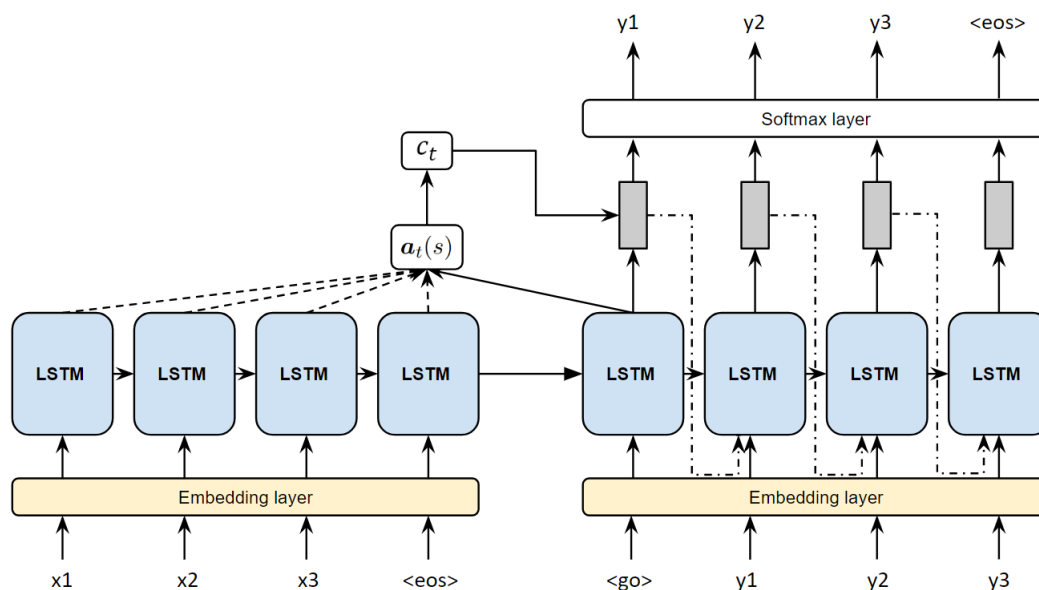 y1 y2 y3 <eos>
Softmax layer
c_t
a_t(s)
LSTM LSTM LSTM LSTM LSTM LSTM LSTM LSTM
Embedding layer Embedding layer
x1 x2 x3 <eos> <go> y1 y2 y3